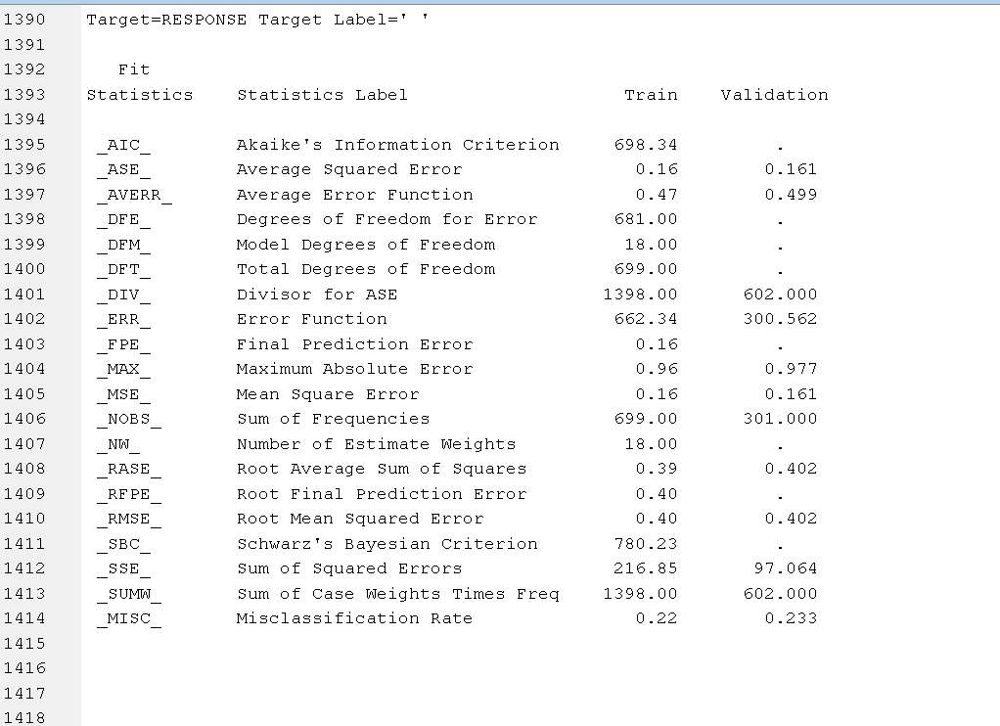 1390 Target=RESPONSE Target Label=' '
1391
1392 Fit
1393 Statistics Statistics Label Train Validation
1394
1395 _AIC_ Akaike's Information Criterion 698.34 .
1396 _ASE_ Average Squared Error 0.16 0.161
1397 _AVERR_ Average Error Function 0.47 0.499
1398 _DFE_ Degrees of Freedom for Error 681.00 .
1399 _DFM_ Model Degrees of Freedom 18.00 .
1400 _DFT_ Total Degrees of Freedom 699.00 .
1401 _DIV_ Divisor for ASE 1398.00 602.000
1402 _ERR_ Error Function 662.34 300.562
1403 _FPE_ Final Prediction Error 0.16 .
1404 _MAX_ Maximum Absolute Error 0.96 0.977
1405 _MSE_ Mean Square Error 0.16 0.161
1406 _NOBS_ Sum of Frequencies 699.00 301.000
1407 _NW_ Number of Estimate Weights 18.00 .
1408 _RASE_ Root Average Sum of Squares 0.39 0.402
1409 _RFPE_ Root Final Prediction Error 0.40 .
1410 _RMSE_ Root Mean Squared Error 0.40 0.402
1411 _SBC_ Schwarz's Bayesian Criterion 780.23 .
1412 _SSE_ Sum of Squared Errors 216.85 97.064
1413 _SUMW_ Sum of Case Weights Times Freq 1398.00 602.000
1414 _MISC_ Misclassification Rate 0.22 0.233
1415
1416
1417
1418